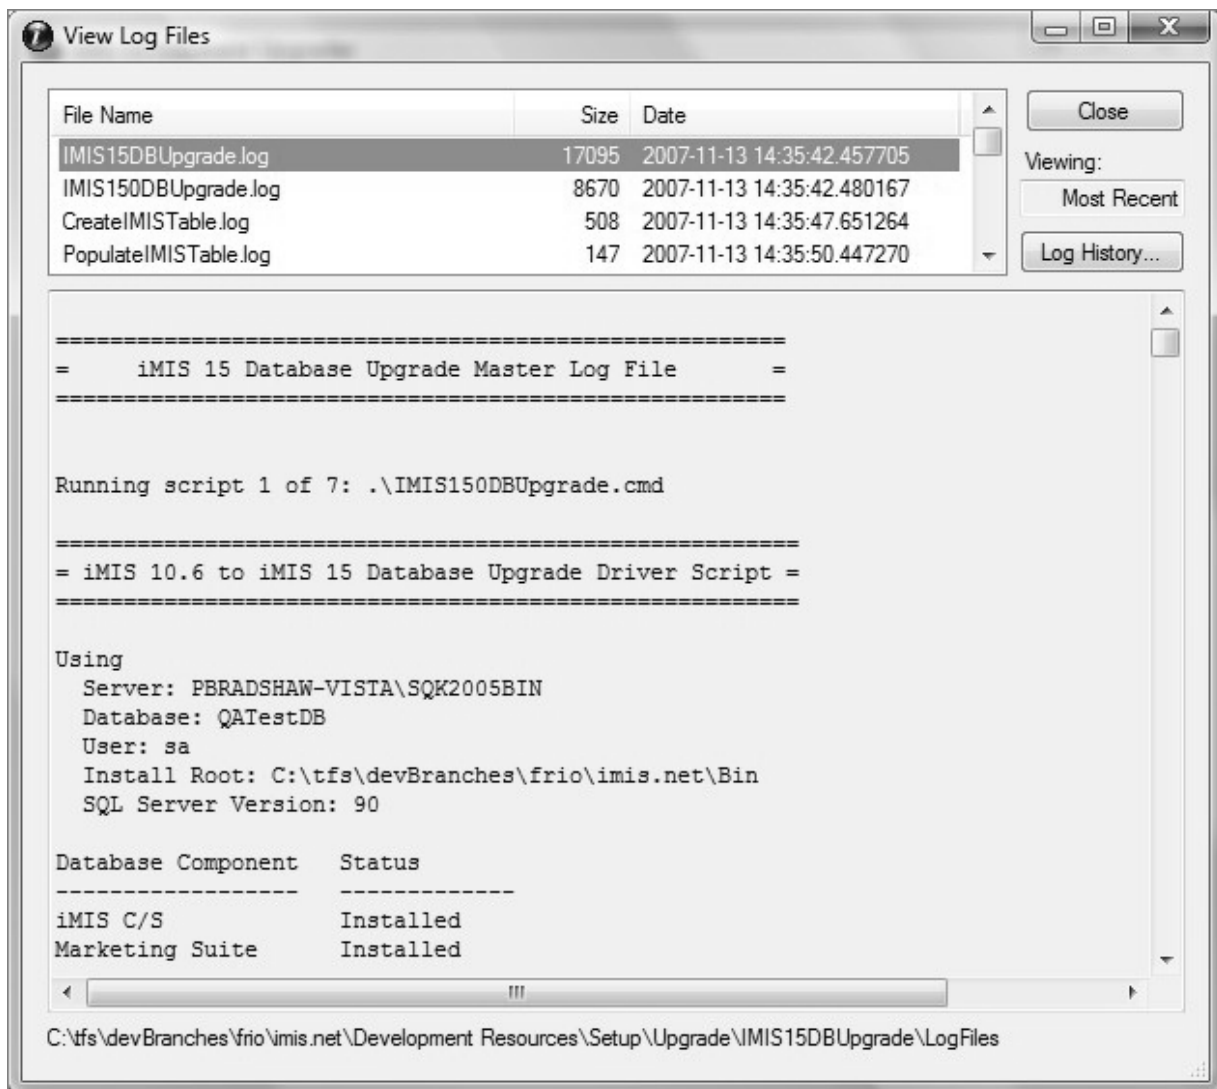 View Log Files
File Name Size Date
IMIS15DBUpgrade.log 17095 2007-11-13 14:35:42.457705
IMIS150DBUpgrade.log 8670 2007-11-13 14:35:42.480167
CreateIMISTable.log 508 2007-11-13 14:35:47.651264
PopulateIMISTable.log 147 2007-11-13 14:35:50.447270
Close
Viewing:
Most Recent
Log History...
======================================================
=     iMIS 15 Database Upgrade Master Log File       =
======================================================
Running script 1 of 7: .\IMIS150DBUpgrade.cmd
=======================================================
= iMIS 10.6 to iMIS 15 Database Upgrade Driver Script =
=======================================================
Using
Server: PBRADSHAW-VISTA\SQK2005BIN
Database: QATestDB
User: sa
Install Root: C:\tfs\devBranches\frio\imis.net\Bin
SQL Server Version: 90
Database Component   Status
------------------   -------------
iMIS C/S             Installed
Marketing Suite      Installed
C:\tfs\devBranches\frio\imis.net\Development Resources\Setup\Upgrade\IMIS15DBUpgrade\LogFiles